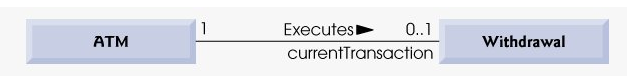 ATM
1
Executes►
0..1
currentTransaction
Withdrawal